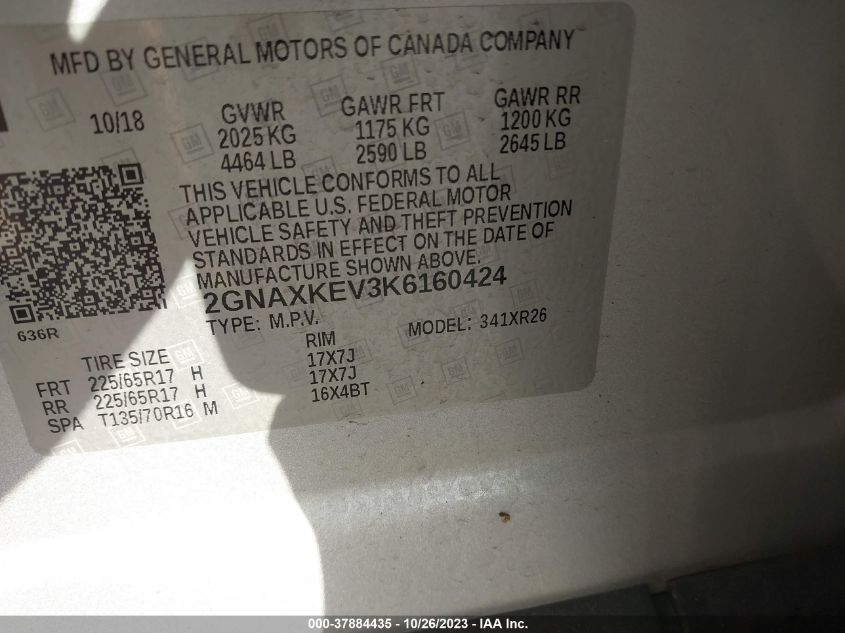 MFD BY GENERAL MOTORS OF CANADA COMPANY
10/18
GVWR GAWR FRT GAWR RR
2025 KG 1175 KG 1200 KG
4464 LB 2590 LB 2645 LB
THIS VEHICLE CONFORMS TO ALL
APPLICABLE U.S. FEDERAL MOTOR
VEHICLE SAFETY AND THEFT PREVENTION
STANDARDS IN EFFECT ON THE DATE OF
MANUFACTURE SHOWN ABOVE.
2GNAXKEV3K6160424
636R
TYPE: M.P.V. MODEL: 341XR26
TIRE SIZE RIM
FRT 225/65R17 H 17X7J
RR 225/65R17 H 17X7J
SPA T135/70R16 M 16X4BT
000-37884435 - 10/26/2023 - IAA Inc.